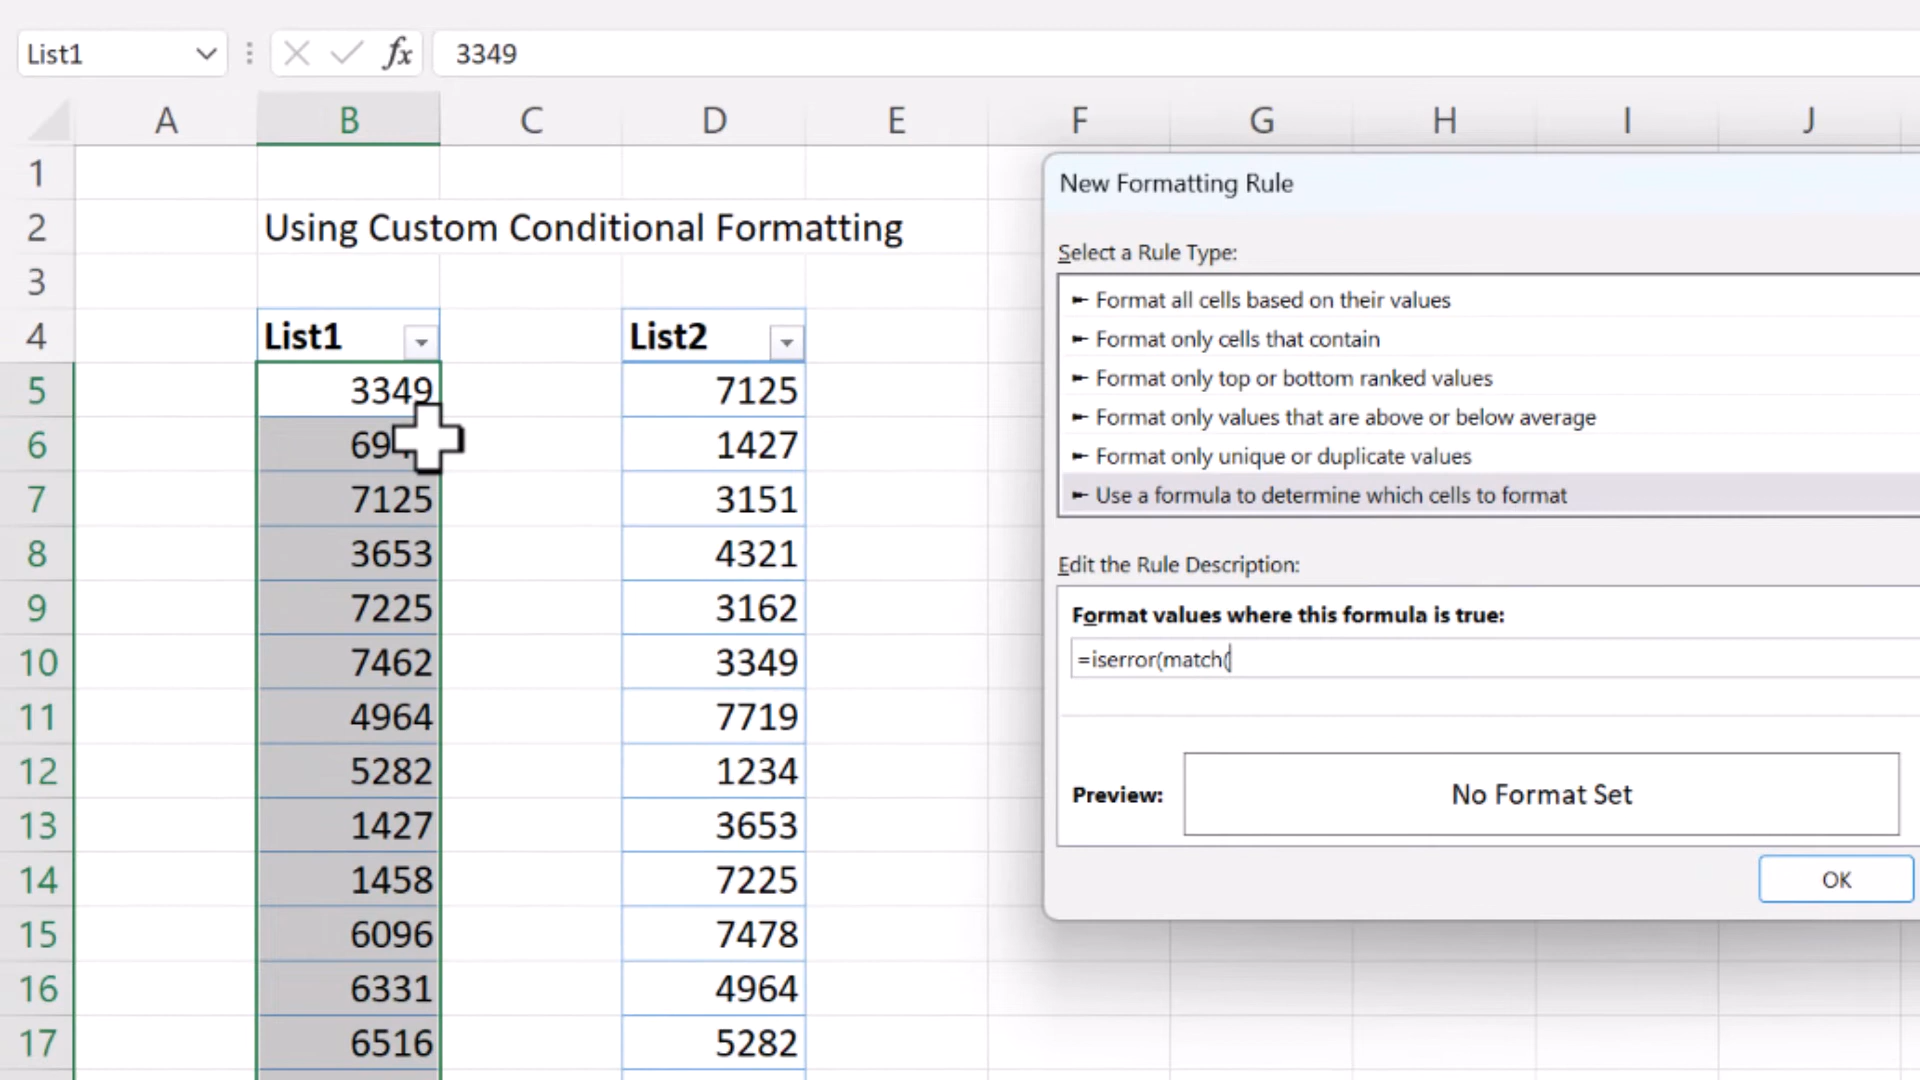 List1 fx 3349
A B C D E F G H I J
1
2 Using Custom Conditional Formatting
3
4 List1 List2
5 3349 7125
6 69 1427
7 7125 3151
8 3653 4321
9 7225 3162
10 7462 3349
11 4964 7719
12 5282 1234
13 1427 3653
14 1458 7225
15 6096 7478
16 6331 4964
17 6516 5282
New Formatting Rule
Select a Rule Type:
Format all cells based on their values
Format only cells that contain
Format only top or bottom ranked values
Format only values that are above or below average
Format only unique or duplicate values
Use a formula to determine which cells to format
Edit the Rule Description:
Format values where this formula is true:
=iserror(match(
Preview: No Format Set
OK